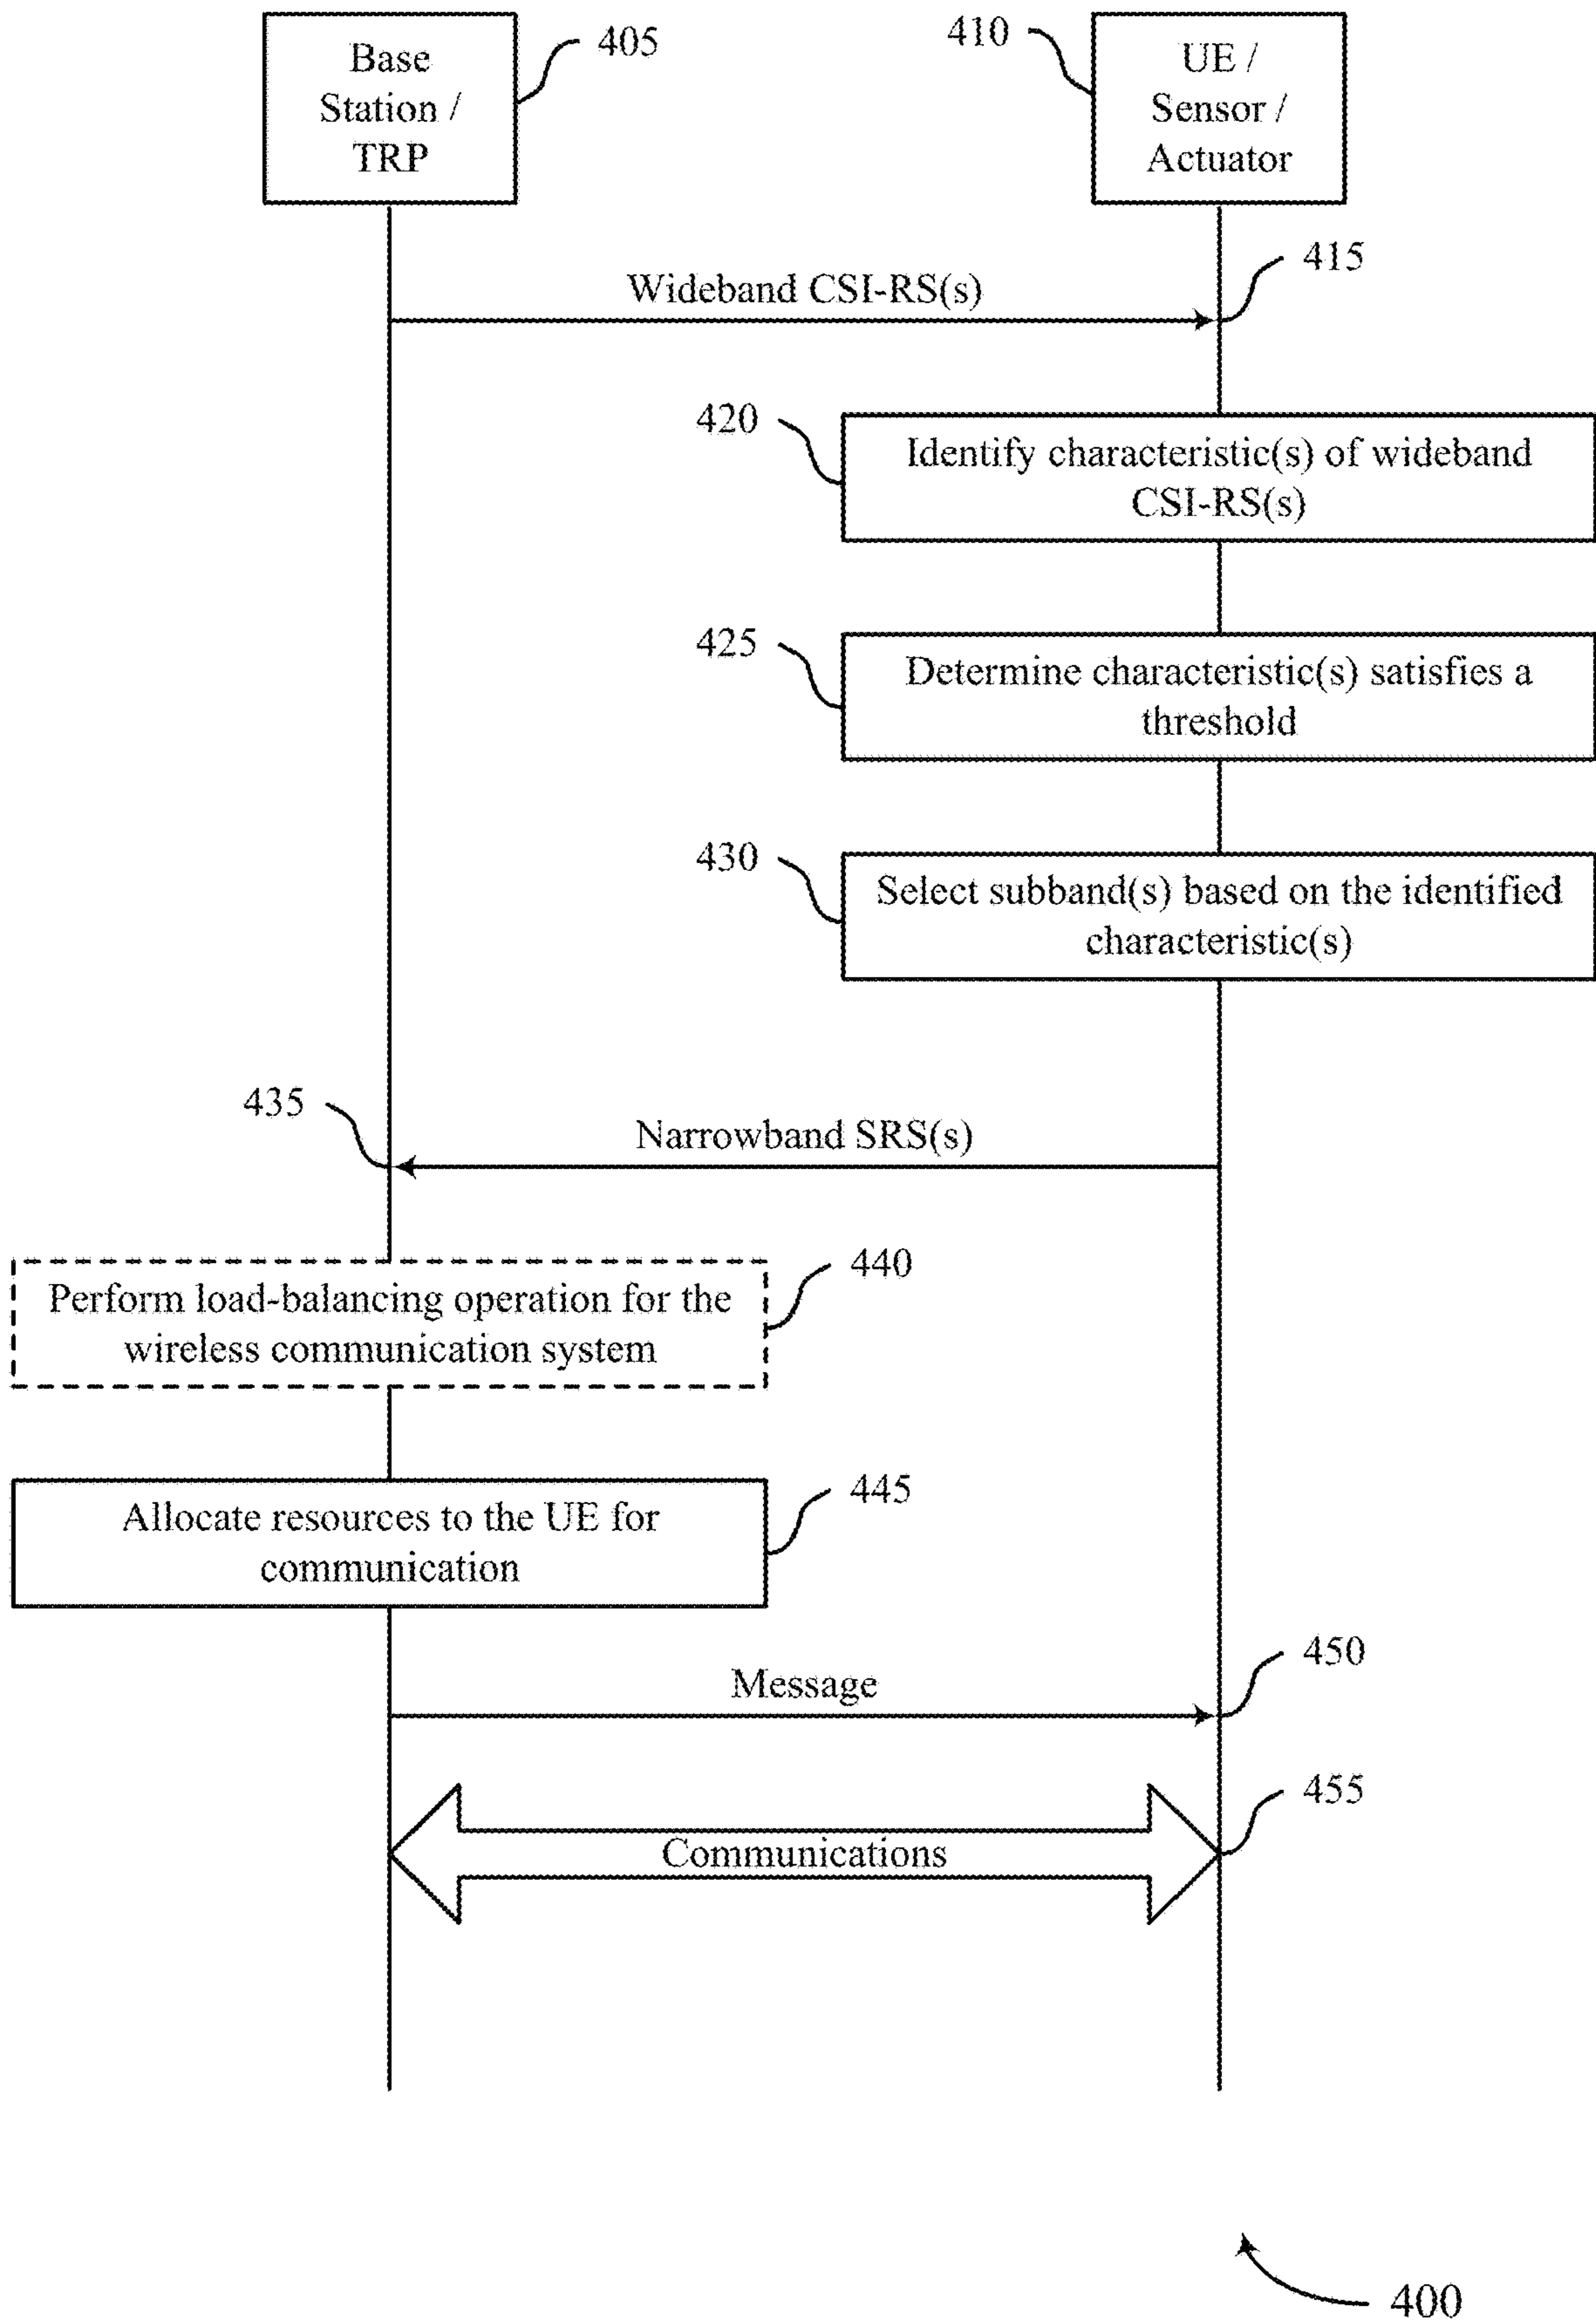 Base
Station /
TRP
405
410
UE /
Sensor /
Actuator
Wideband CSI-RS(s)
415
420
Identify characteristic(s) of wideband
CSI-RS(s)
425
Determine characteristic(s) satisfies a
threshold
430
Select subband(s) based on the identified
characteristic(s)
435
Narrowband SRS(s)
440
Perform load-balancing operation for the
wireless communication system
445
Allocate resources to the UE for
communication
450
Message
455
Communications
400